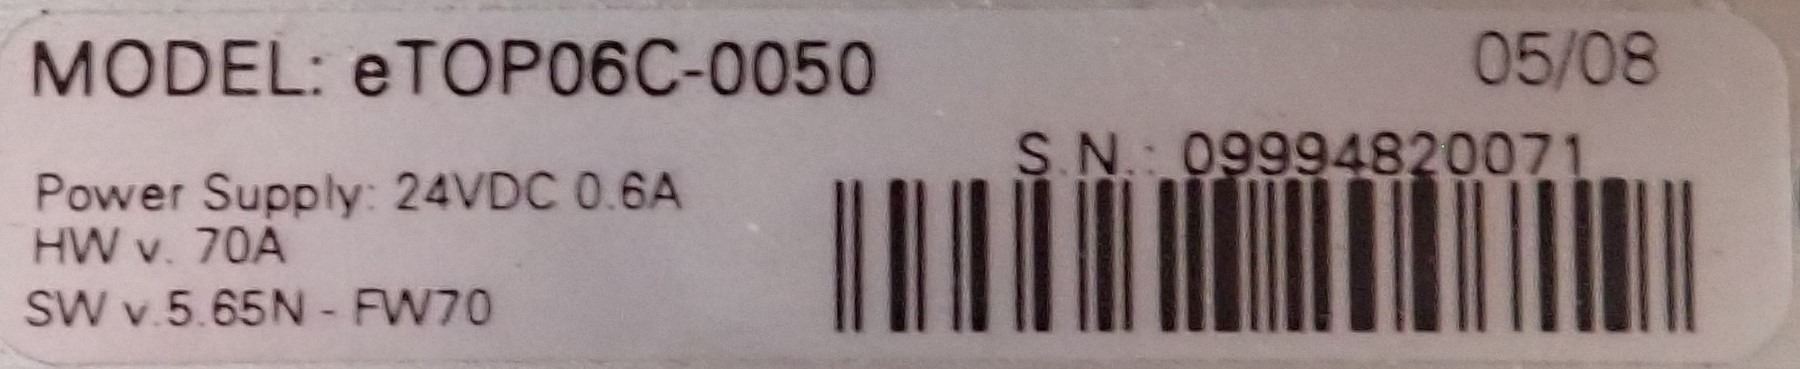 MODEL: eTOP06C-0050
05/08
S.N.: 09994820071
Power Supply: 24VDC 0.6A
HW v. 70A
SW v.5.65N - FW70